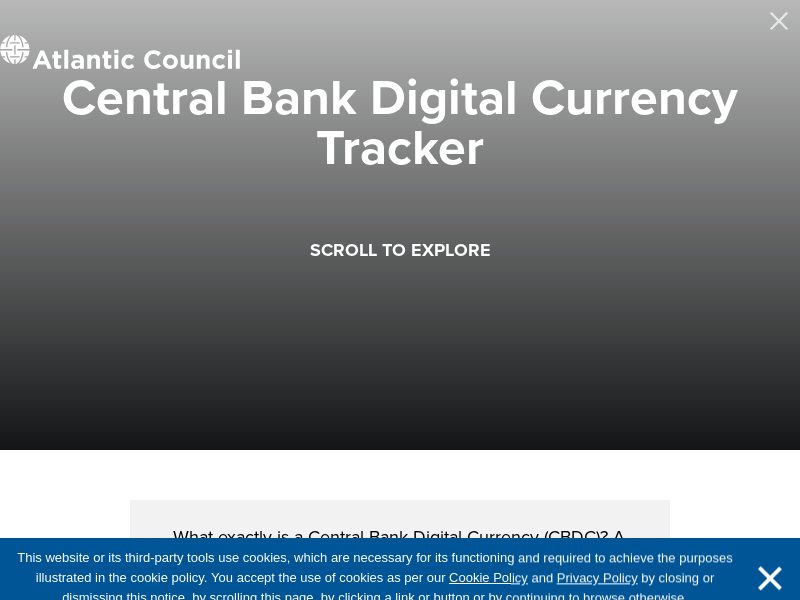 Atlantic Council
Central Bank Digital Currency
Tracker
SCROLL TO EXPLORE
What exactly is a Central Bank Digital Currency (CBDC)? A
This website or its third-party tools use cookies, which are necessary for its functioning and required to achieve the purposes
illustrated in the cookie policy. You accept the use of cookies as per our Cookie Policy and Privacy Policy by closing or
dismissing this notice, by scrolling this page, by clicking a link or button or by continuing to browse otherwise.